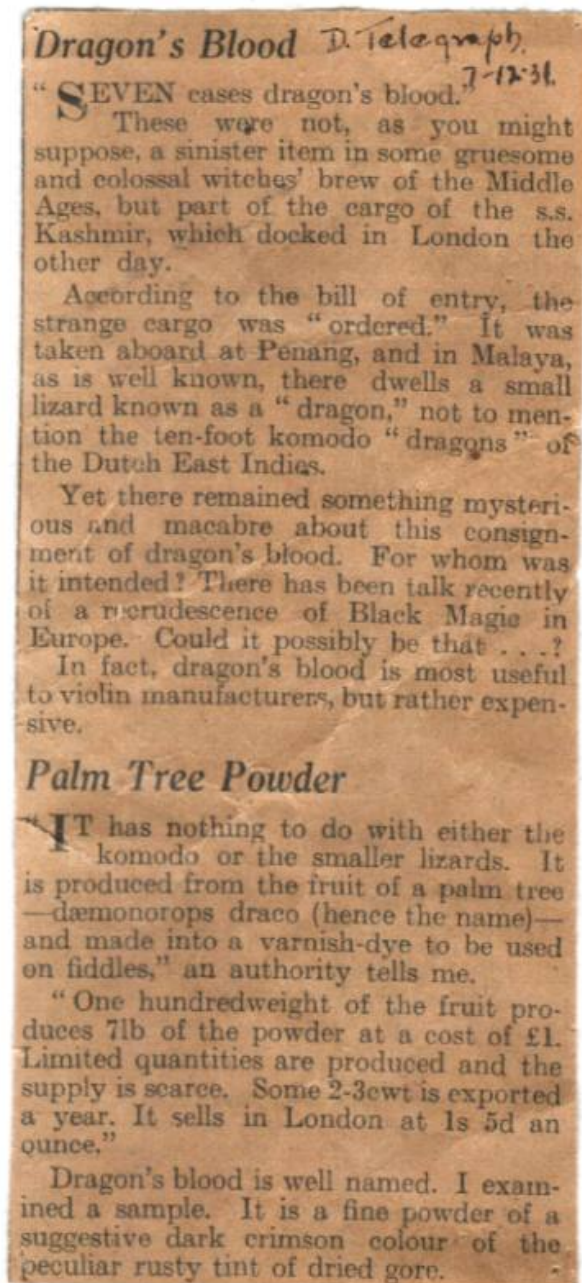 Dragon's Blood D. Telegraph.
7-12-31.
"SEVEN cases dragon's blood."
These were not, as you might
suppose, a sinister item in some gruesome
and colossal witches' brew of the Middle
Ages, but part of the cargo of the s.s.
Kashmir, which docked in London the
other day.
According to the bill of entry, the
strange cargo was "ordered." It was
taken aboard at Penang, and in Malaya,
as is well known, there dwells a small
lizard known as a "dragon," not to men-
tion the ten-foot komodo "dragons" of
the Dutch East Indies.
Yet there remained something mysteri-
ous and macabre about this consign-
ment of dragon's blood. For whom was
it intended? There has been talk recently
of a recrudescence of Black Magic in
Europe. Could it possibly be that . . .?
In fact, dragon's blood is most useful
to violin manufacturers, but rather expen-
sive.
Palm Tree Powder
"IT has nothing to do with either the
komodo or the smaller lizards. It
is produced from the fruit of a palm tree
—dæmonorops draco (hence the name)—
and made into a varnish-dye to be used
on fiddles," an authority tells me.
"One hundredweight of the fruit pro-
duces 7lb of the powder at a cost of £1.
Limited quantities are produced and the
supply is scarce. Some 2-3cwt is exported
a year. It sells in London at 1s 5d an
ounce."
Dragon's blood is well named. I exam-
ined a sample. It is a fine powder of a
suggestive dark crimson colour of the
peculiar rusty tint of dried gore.